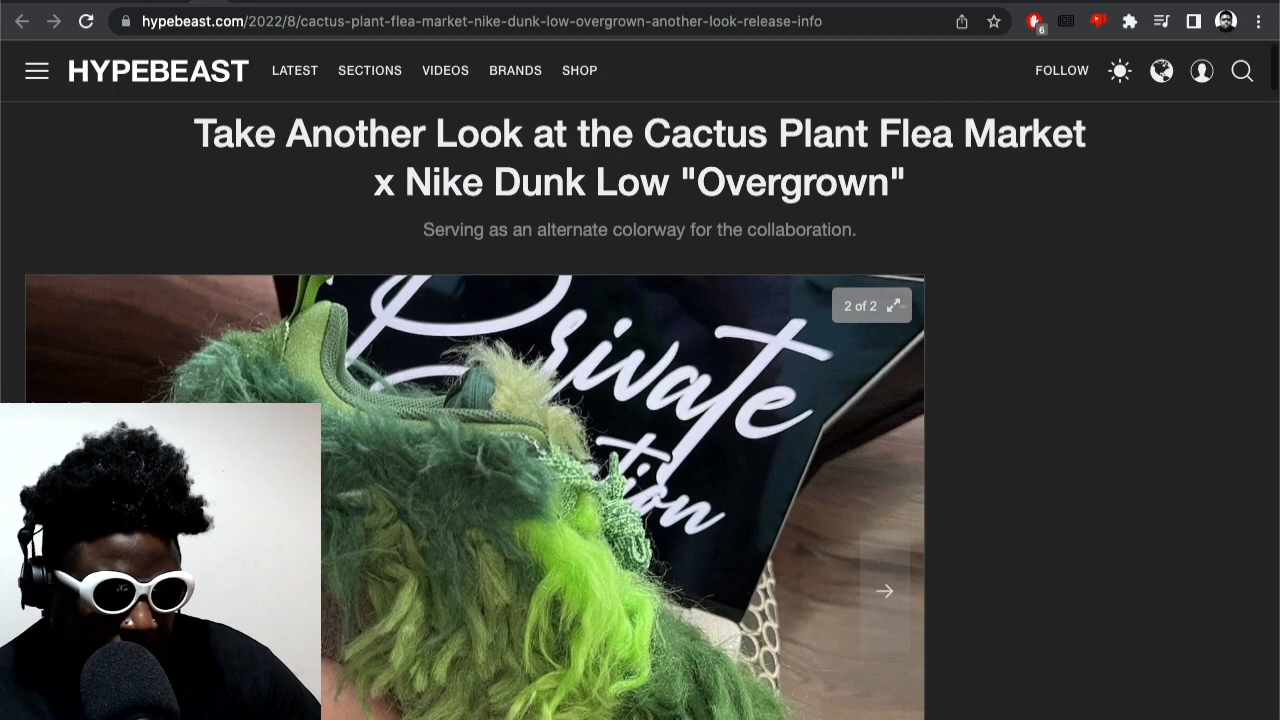 hypebeast.com/2022/8/cactus-plant-flea-market-nike-dunk-low-overgrown-another-look-release-info
6
HYPEBEAST LATEST SECTIONS VIDEOS BRANDS SHOP FOLLOW
Take Another Look at the Cactus Plant Flea Market
x Nike Dunk Low "Overgrown"
Serving as an alternate colorway for the collaboration.
2 of 2
Private